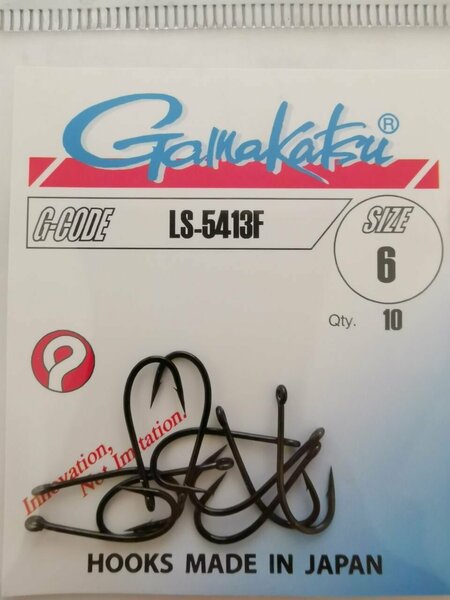 Gamakatsu®
G-CODE LS-5413F
SIZE
6
Qty. 10
Innovation,
Not Imitation.
HOOKS MADE IN JAPAN